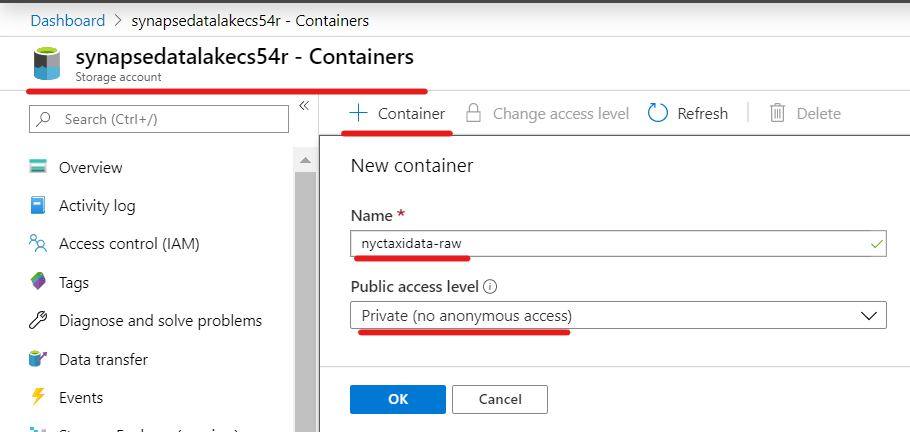 Dashboard > synapsedatalakecs54r - Containers
synapsedatalakecs54r - Containers
Storage account
Search (Ctrl+/)
«
+ Container
Change access level
Refresh
Delete
Overview
Activity log
Access control (IAM)
Tags
Diagnose and solve problems
Data transfer
Events
New container
Name *
nyctaxidata-raw
Public access level
Private (no anonymous access)
OK
Cancel